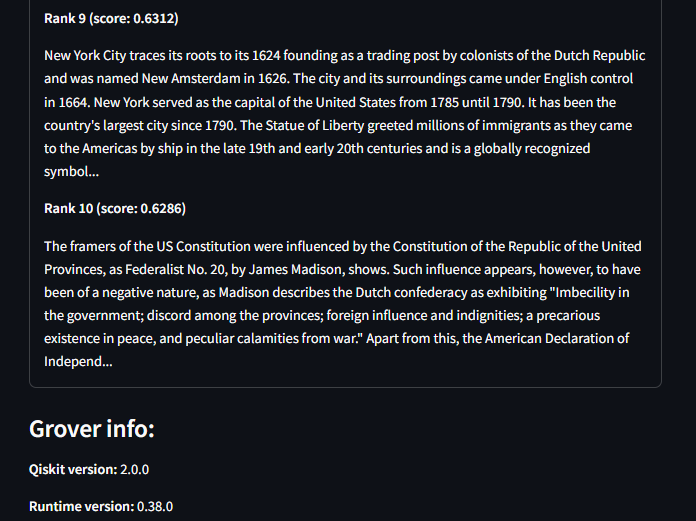 Rank 9 (score: 0.6312)
New York City traces its roots to its 1624 founding as a trading post by colonists of the Dutch Republic
and was named New Amsterdam in 1626. The city and its surroundings came under English control
in 1664. New York served as the capital of the United States from 1785 until 1790. It has been the
country's largest city since 1790. The Statue of Liberty greeted millions of immigrants as they came
to the Americas by ship in the late 19th and early 20th centuries and is a globally recognized
symbol...
Rank 10 (score: 0.6286)
The framers of the US Constitution were influenced by the Constitution of the Republic of the United
Provinces, as Federalist No. 20, by James Madison, shows. Such influence appears, however, to have
been of a negative nature, as Madison describes the Dutch confederacy as exhibiting "Imbecility in
the government; discord among the provinces; foreign influence and indignities; a precarious
existence in peace, and peculiar calamities from war." Apart from this, the American Declaration of
Independ...
Grover info:
Qiskit version: 2.0.0
Runtime version: 0.38.0